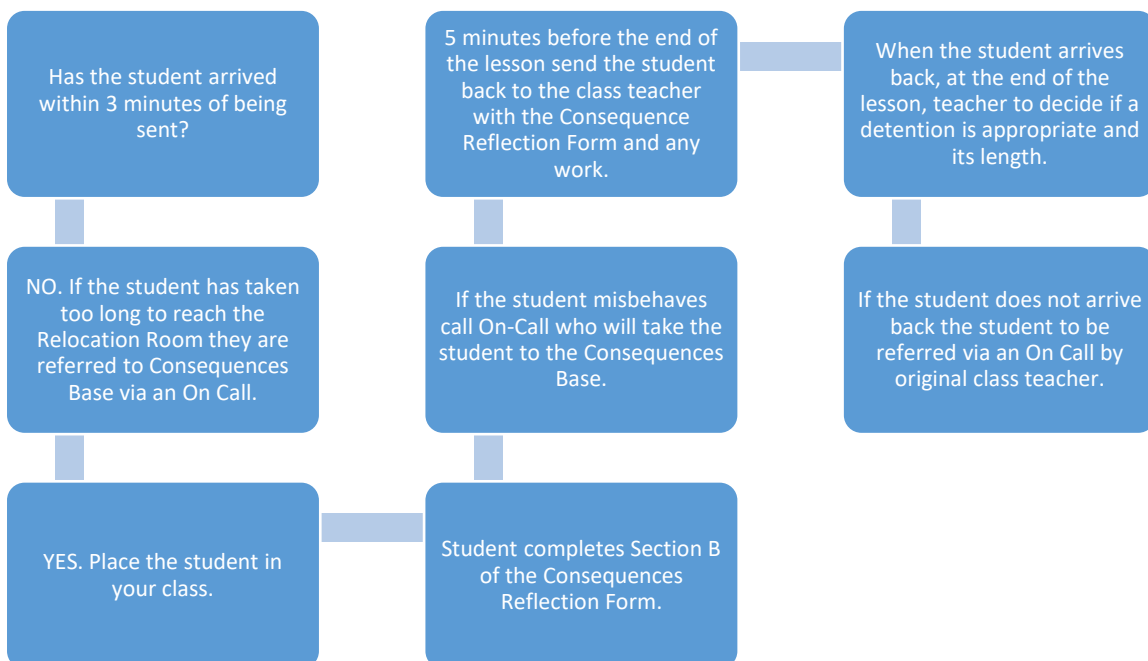 Has the student arrived
within 3 minutes of being
sent?
NO. If the student has taken
too long to reach the
Relocation Room they are
referred to Consequences
Base via an On Call.
YES. Place the student in
your class.
Student completes Section B
of the Consequences
Reflection Form.
If the student misbehaves
call On-Call who will take the
student to the Consequences
Base.
5 minutes before the end of
the lesson send the student
back to the class teacher
with the Consequence
Reflection Form and any
work.
When the student arrives
back, at the end of the
lesson, teacher to decide if a
detention is appropriate and
its length.
If the student does not arrive
back the student to be
referred via an On Call by
original class teacher.